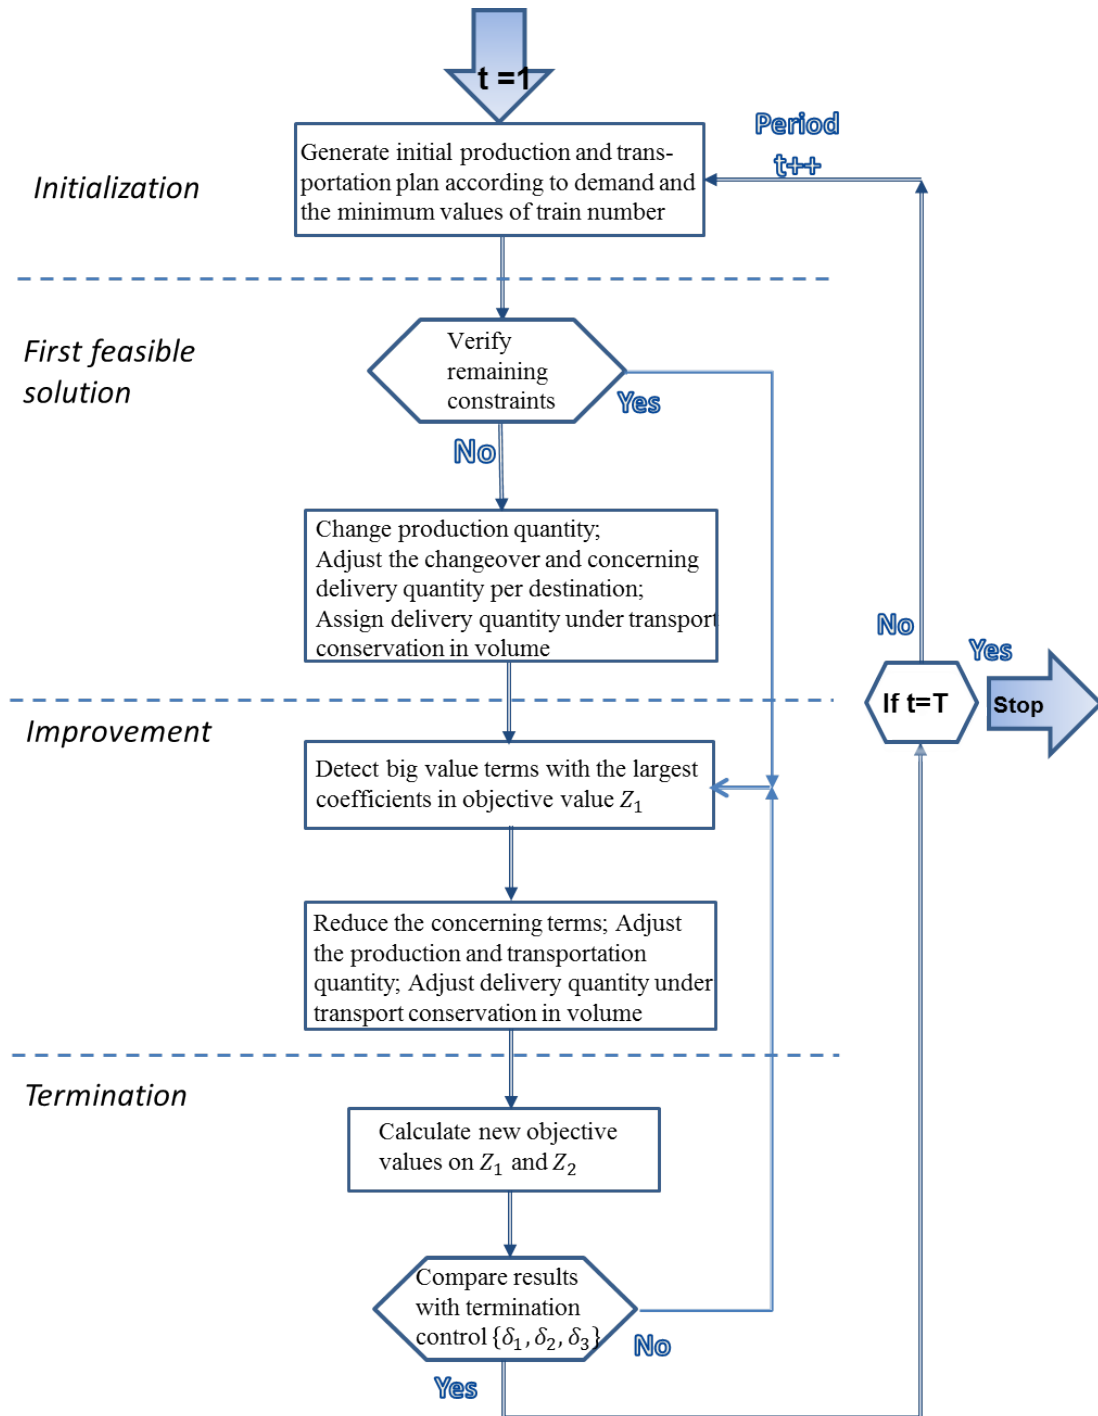 t =1
Period
t++
Generate initial production and trans-
portation plan according to demand and
the minimum values of train number
Initialization
First feasible
solution
Verify
remaining
constraints
Yes
No
Change production quantity;
Adjust the changeover and concerning
delivery quantity per destination;
Assign delivery quantity under transport
conservation in volume
No
Yes
If t=T
Stop
Improvement
Detect big value terms with the largest
coefficients in objective value Z₁
Reduce the concerning terms; Adjust
the production and transportation
quantity; Adjust delivery quantity under
transport conservation in volume
Termination
Calculate new objective
values on Z₁ and Z₂
Compare results
with termination
control {δ₁, δ₂, δ₃}
No
Yes